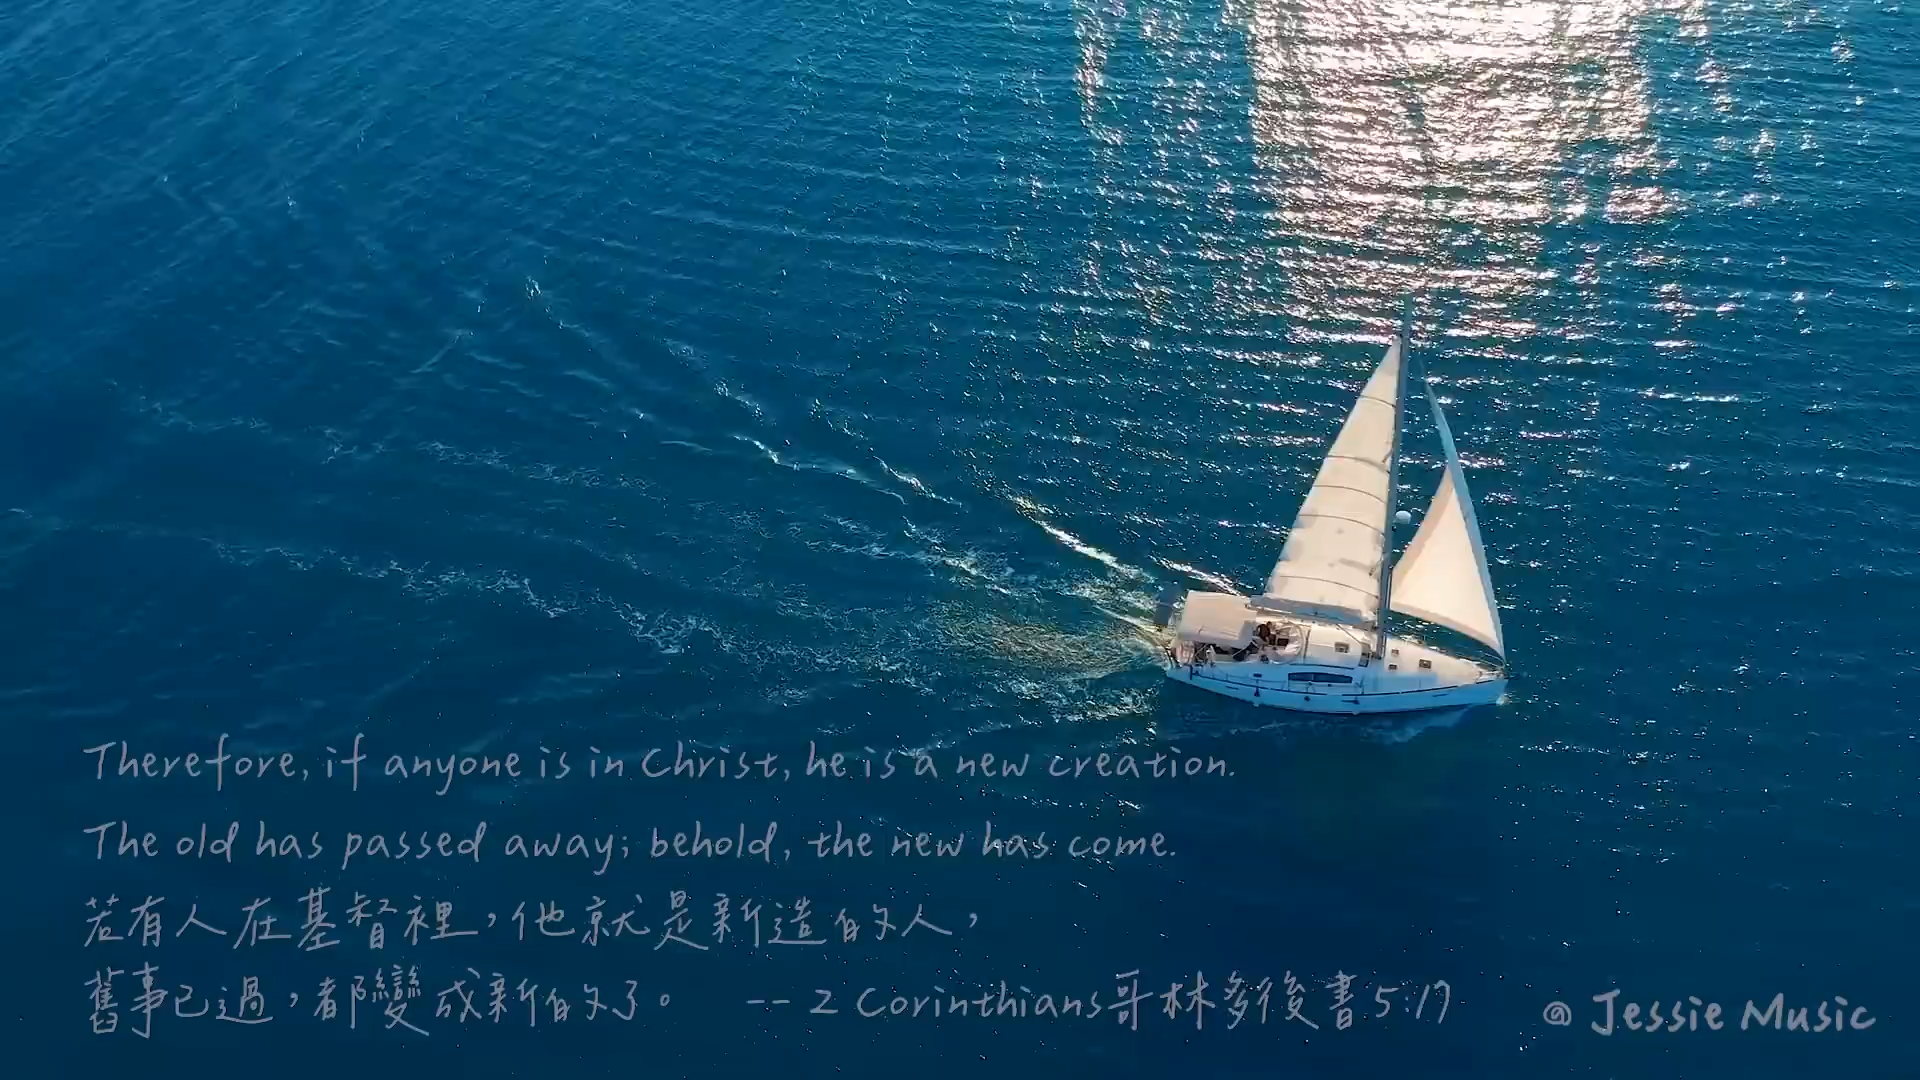 Therefore, if anyone is in Christ, he is a new creation.
The old has passed away; behold, the new has come.
若有人在基督裡，他就是新造的人，
舊事已過，都變成新的了。 -- 2 Corinthians哥林多後書5:17
@ Jessie Music